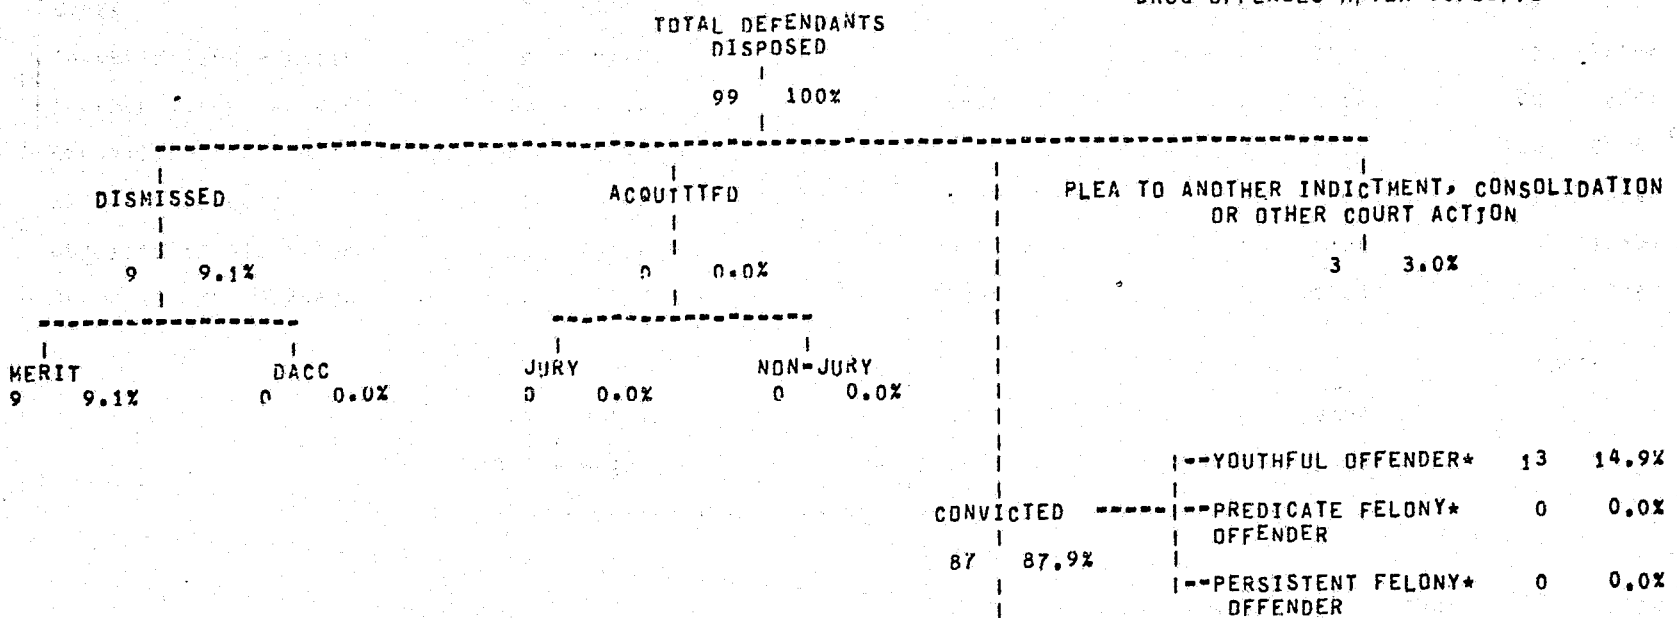 TOTAL DEFENDANTS
DISPOSED
99 100%
DISMISSED
ACQUITTED
PLEA TO ANOTHER INDICTMENT, CONSOLIDATION
OR OTHER COURT ACTION
9 9.1%
0 0.0%
3 3.0%
MERIT
DACC
JURY
NON-JURY
9 9.1%
0 0.0%
0 0.0%
0 0.0%
--YOUTHFUL OFFENDER* 13 14.9%
CONVICTED -----
--PREDICATE FELONY* 0 0.0%
OFFENDER
87 87.9%
--PERSISTENT FELONY* 0 0.0%
OFFENDER